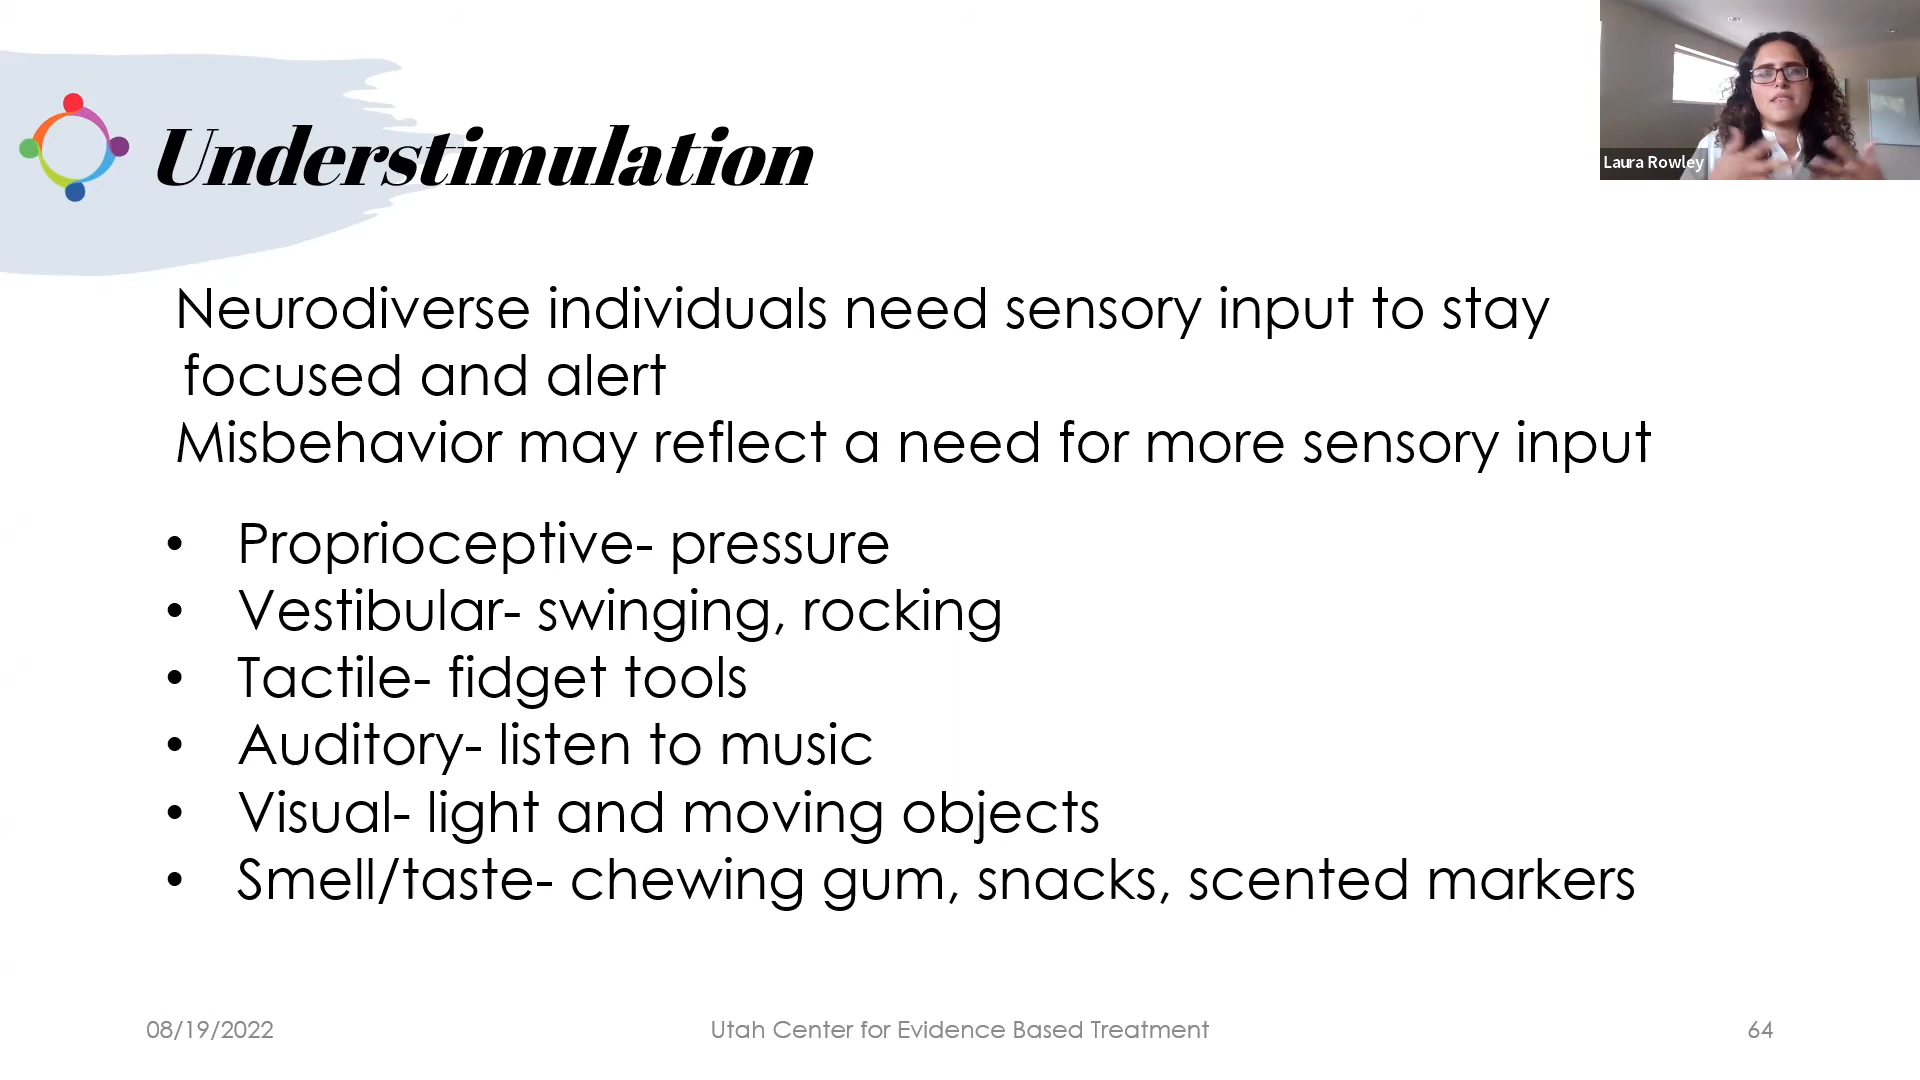 Understimulation
Laura Rowley
Neurodiverse individuals need sensory input to stay
focused and alert
Misbehavior may reflect a need for more sensory input
• Proprioceptive- pressure
• Vestibular- swinging, rocking
• Tactile- fidget tools
• Auditory- listen to music
• Visual- light and moving objects
• Smell/taste- chewing gum, snacks, scented markers
08/19/2022
Utah Center for Evidence Based Treatment
64